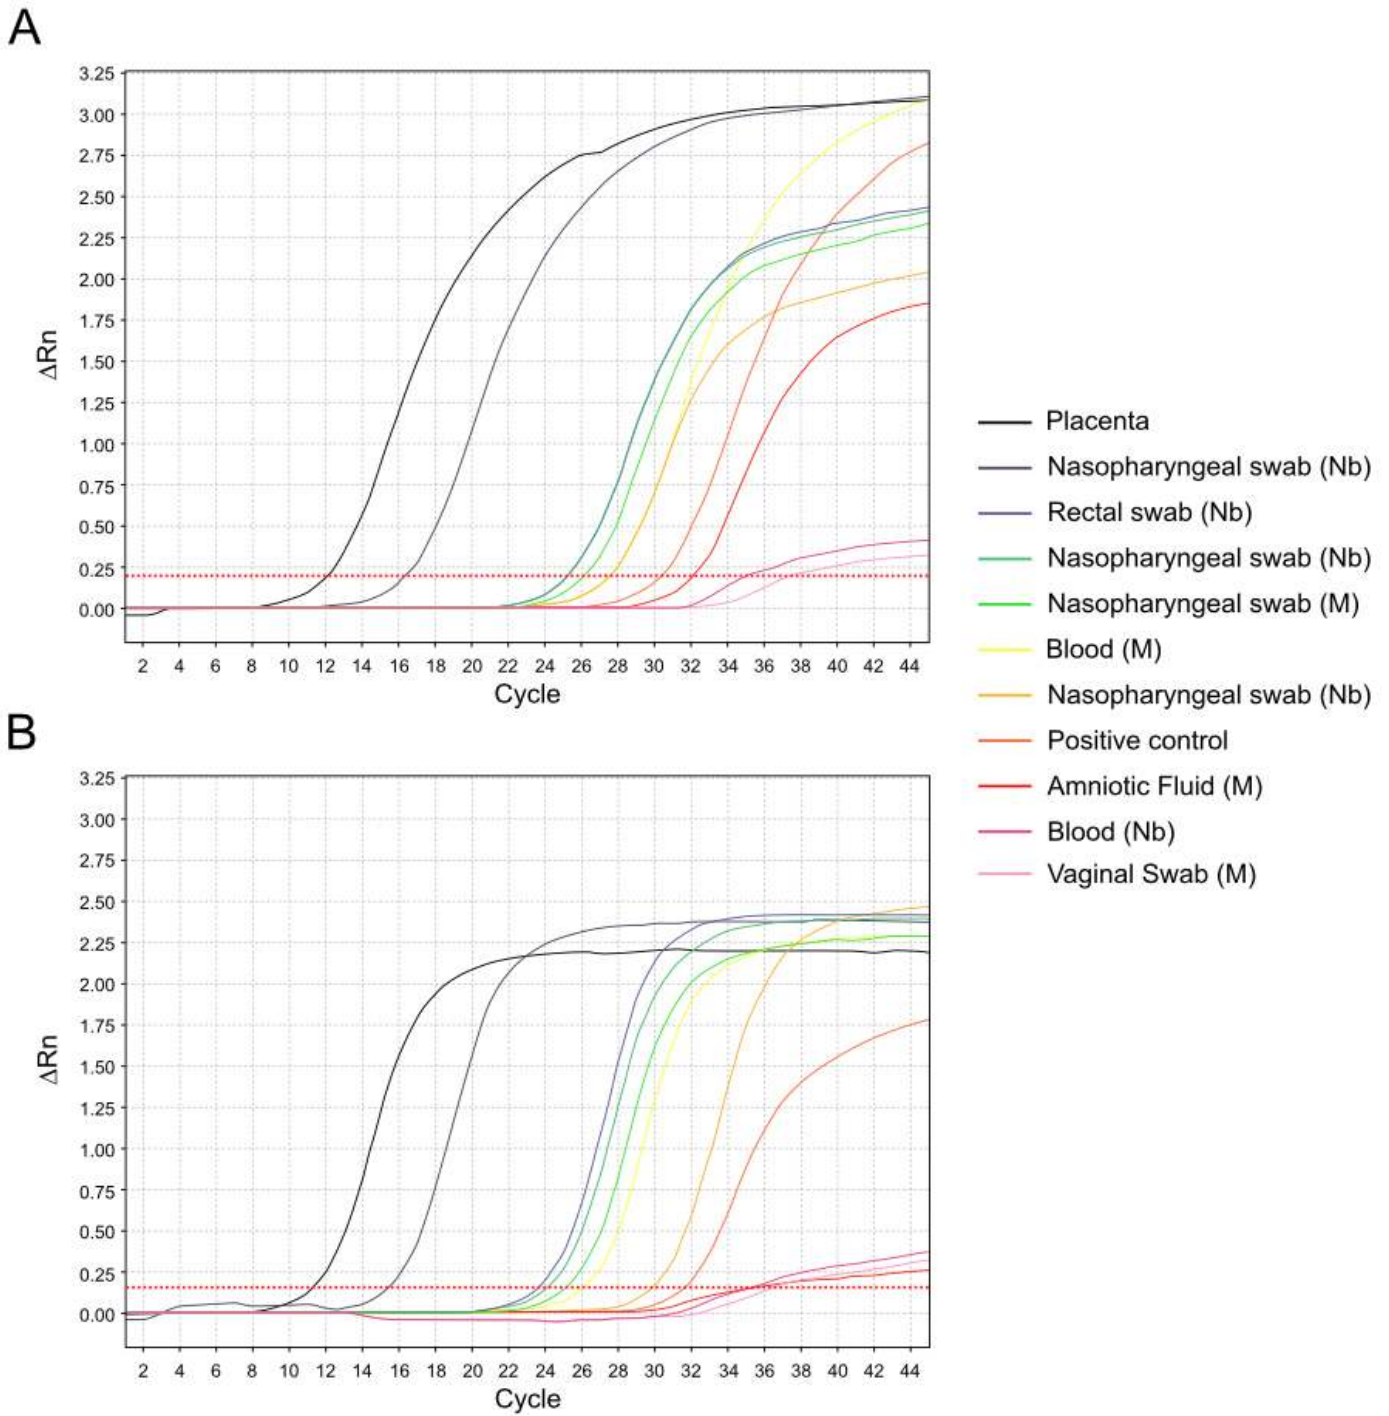 A
3.25
3.00
2.75
2.50
2.25
2.00
1.75
1.50
1.25
1.00
0.75
0.50
0.25
0.00
ΔRn
2 4 6 8 10 12 14 16 18 20 22 24 26 28 30 32 34 36 38 40 42 44
Cycle
Placenta
Nasopharyngeal swab (Nb)
Rectal swab (Nb)
Nasopharyngeal swab (Nb)
Nasopharyngeal swab (M)
Blood (M)
Nasopharyngeal swab (Nb)
Positive control
Amniotic Fluid (M)
Blood (Nb)
Vaginal Swab (M)
B
3.25
3.00
2.75
2.50
2.25
2.00
1.75
1.50
1.25
1.00
0.75
0.50
0.25
0.00
ΔRn
2 4 6 8 10 12 14 16 18 20 22 24 26 28 30 32 34 36 38 40 42 44
Cycle